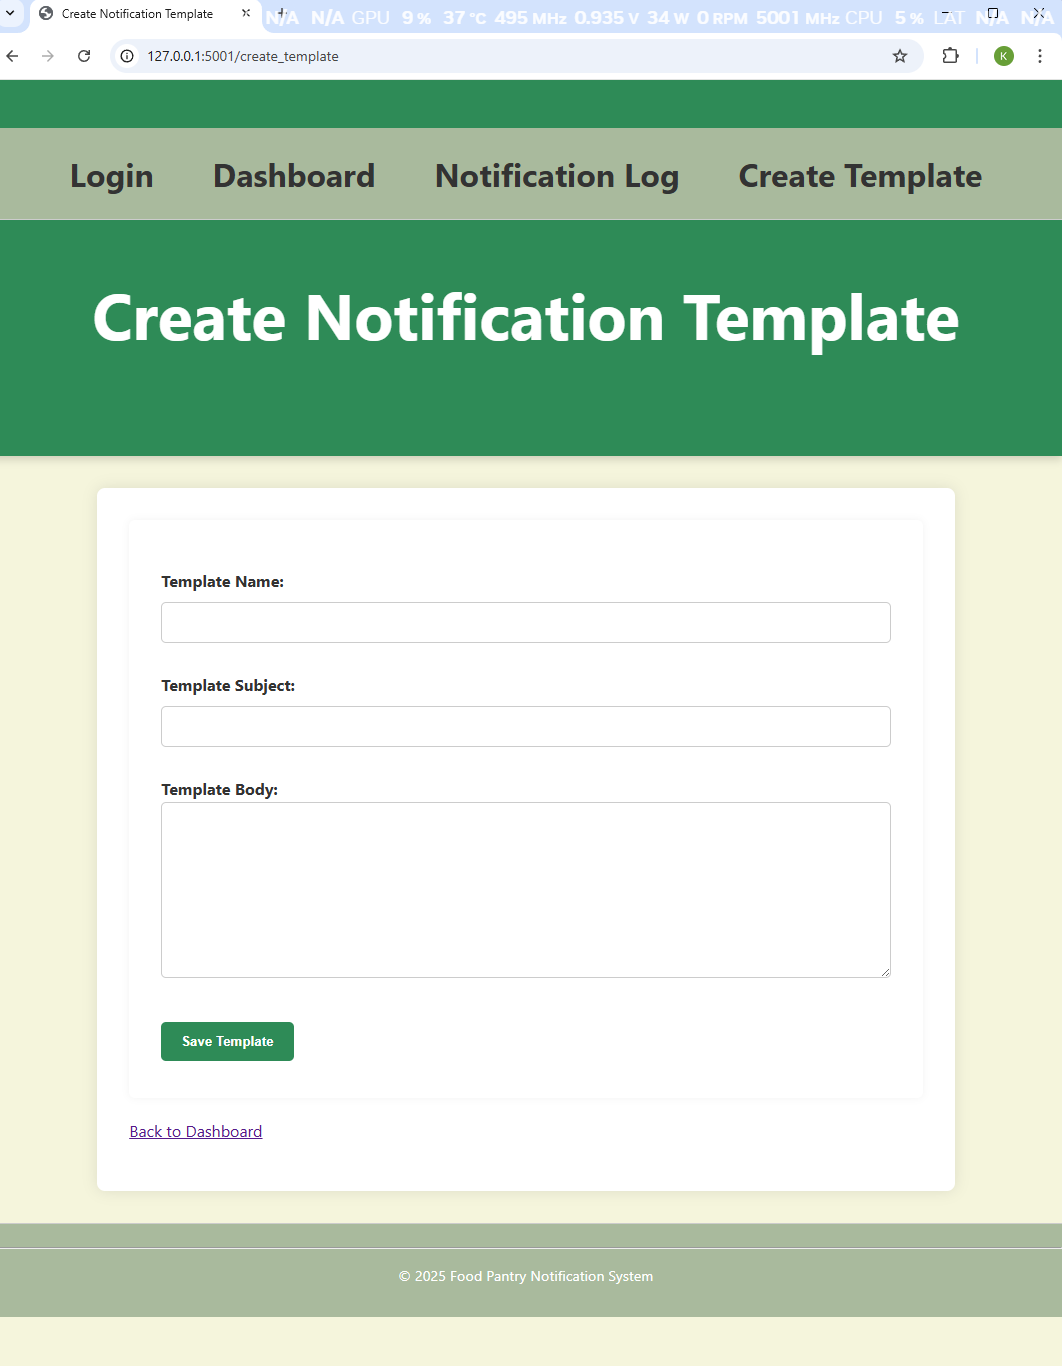 Create Notification Template
N/A N/A GPU 9 % 37 °C 495 MHz 0.935 V 34 W 0 RPM 5001 MHz CPU 5 % LAT N/A N/A
127.0.0.1:5001/create_template
K
Login Dashboard Notification Log Create Template
Create Notification Template
Template Name:
Template Subject:
Template Body:
Save Template
Back to Dashboard
© 2025 Food Pantry Notification System